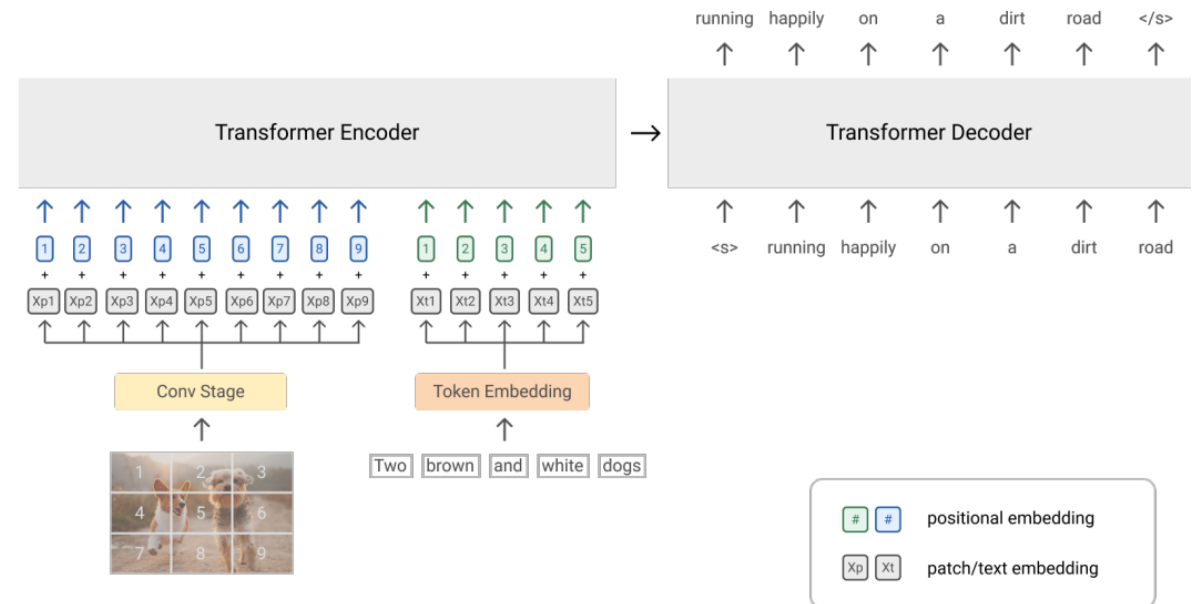 running happily on a dirt road </s>
Transformer Encoder
Transformer Decoder
1 2 3 4 5 6 7 8 9 1 2 3 4 5
<s> running happily on a dirt road
+ + + + + + + + + + + + + +
Xp1 Xp2 Xp3 Xp4 Xp5 Xp6 Xp7 Xp8 Xp9 Xt1 Xt2 Xt3 Xt4 Xt5
Conv Stage
Token Embedding
Two brown and white dogs
1 2 3
4 5 6
7 8 9
# # positional embedding
Xp Xt patch/text embedding